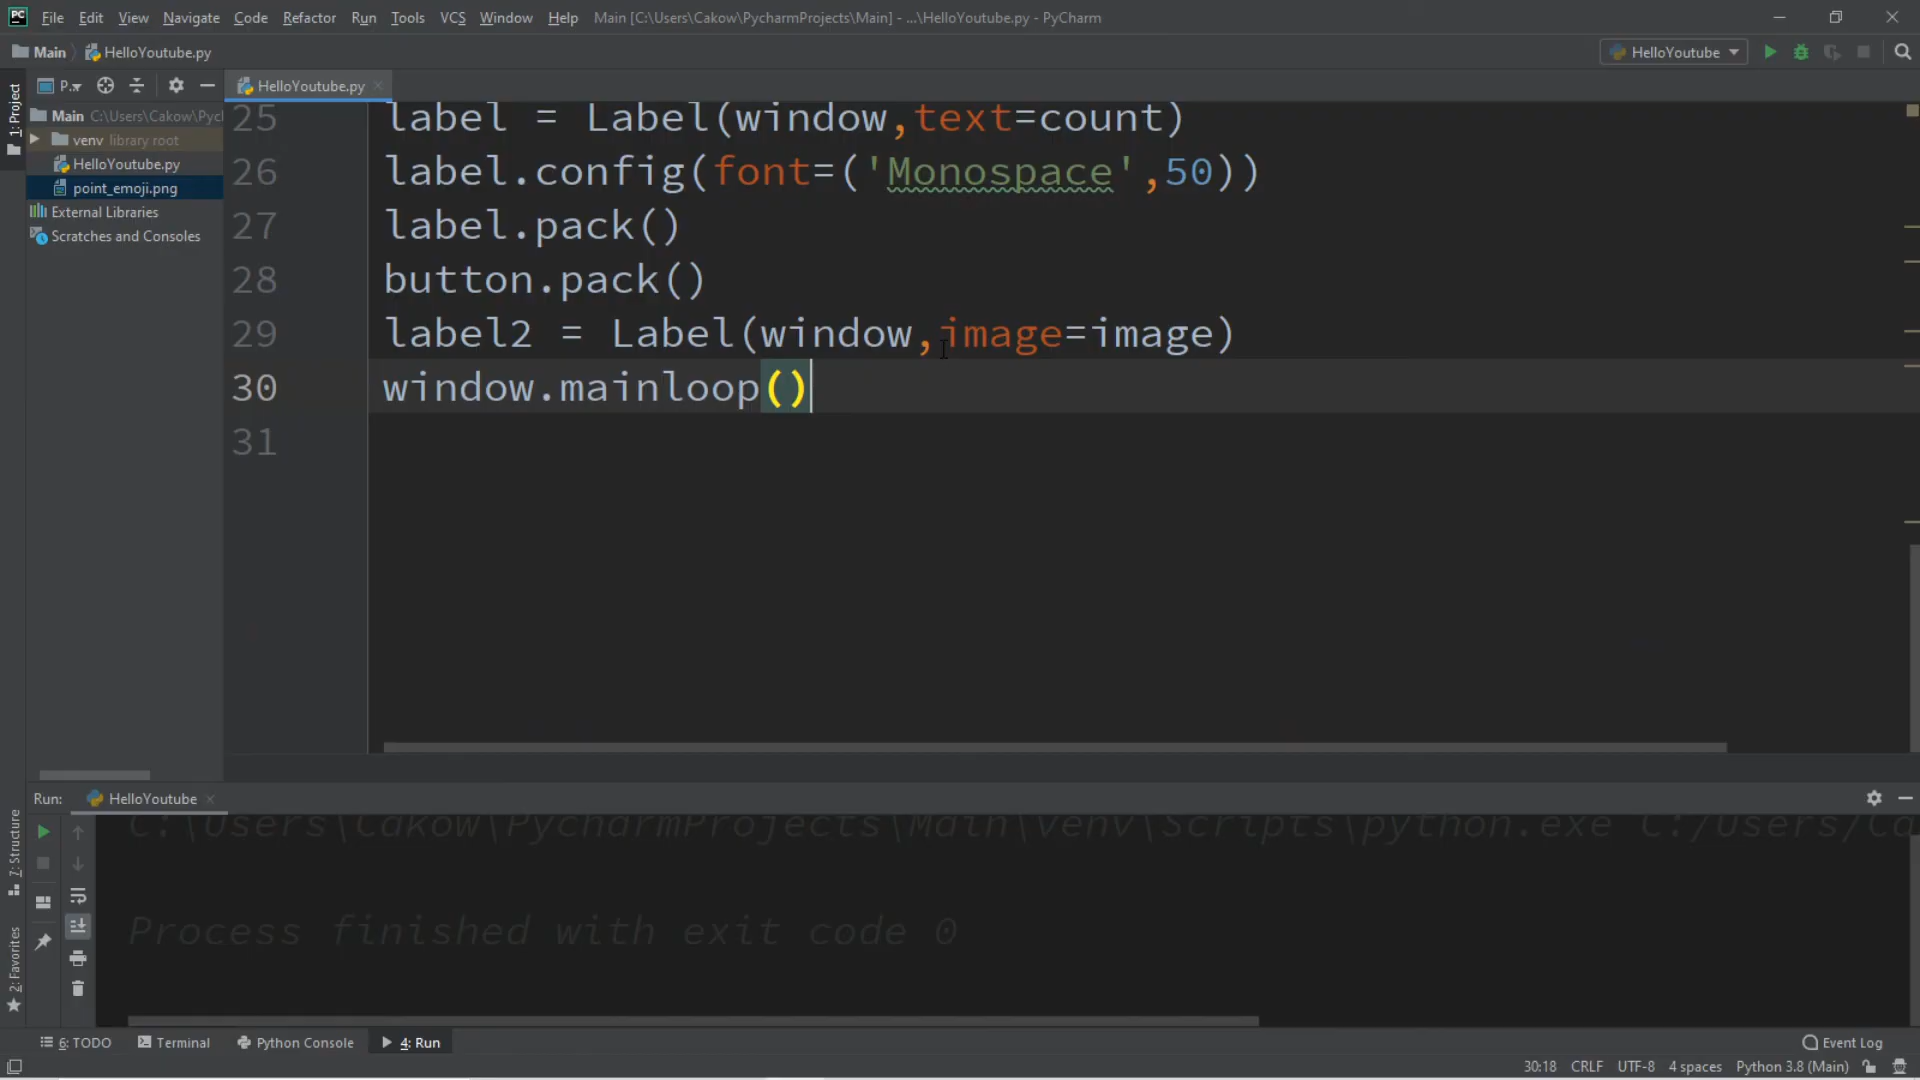 PC File Edit View Navigate Code Refactor Run Tools VCS Window Help Main [C:\Users\Cakow\PycharmProjects\Main] - ...\HelloYoutube.py - PyCharm
Main HelloYoutube.py HelloYoutube
1: Project P.. HelloYoutube.py
Main C:\Users\Cakow\Pycl
venv library root
HelloYoutube.py
point_emoji.png
External Libraries
Scratches and Consoles
25 label = Label(window,text=count)
26 label.config(font=('Monospace',50))
27 label.pack()
28 button.pack()
29 label2 = Label(window,image=image)
30 window.mainloop()
31
Run: HelloYoutube
C:\Users\Cakow\PycharmProjects\Main\venv\Scripts\python.exe C:/Users/Ca
Process finished with exit code 0
7: Structure
2: Favorites
6: TODO Terminal Python Console 4: Run Event Log
30:18 CRLF UTF-8 4 spaces Python 3.8 (Main)